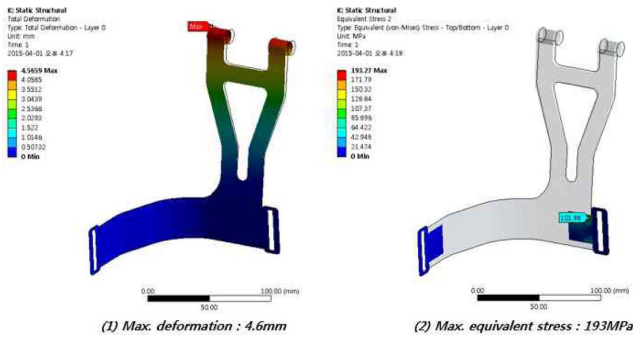 K: Static Structural
Total Deformation
Type: Total Deformation - Layer 0
Unit: mm
Time: 1
2015-04-01 오후 4:17
4.5659 Max
4.0585
3.5512
3.0439
2.5366
2.0293
1.522
1.0146
0.50732
0 Min
Max
0.00
100.00 (mm)
50.00
(1) Max. deformation : 4.6mm
K: Static Structural
Equivalent Stress 2
Type: Equivalent (von-Mises) Stress - Top/Bottom - Layer 0
Unit: MPa
Time: 1
2015-04-01 오후 4:19
193.27 Max
171.79
150.32
128.84
107.37
85.896
64.422
42.948
21.474
0 Min
0.00
100.00 (mm)
50.00
(2) Max. equivalent stress : 193MPa